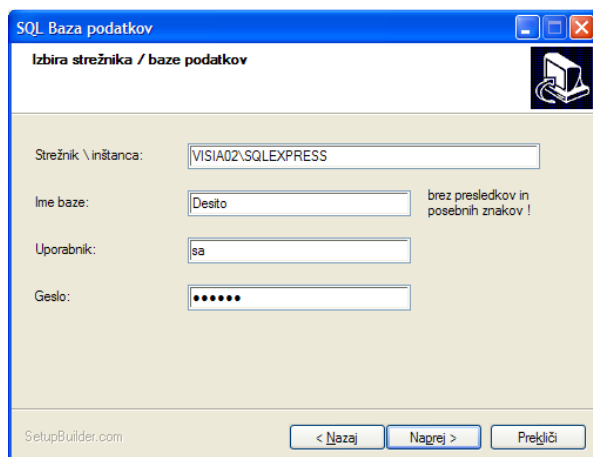 SQL Baza podatkov
Izbira strežnika / baze podatkov
Strežnik \ inštanca:
VISIA02\SQLEXPRESS
Ime baze:
Desito
brez presledkov in
posebnih znakov !
Uporabnik:
sa
Geslo:
●●●●●●
SetupBuilder.com
< Nazaj
Naprej >
Prekliči